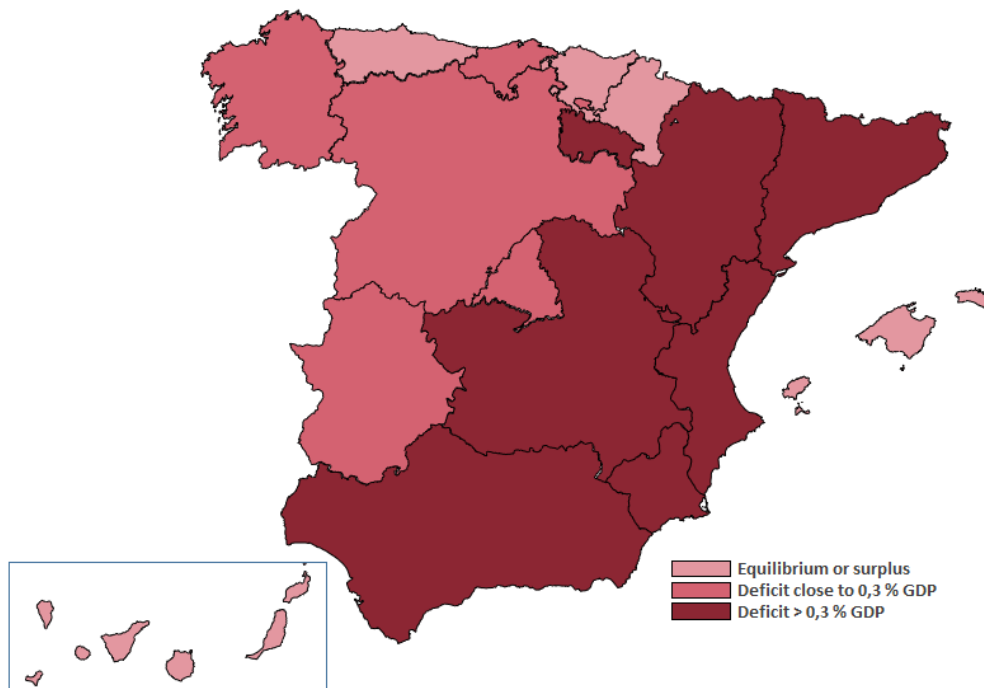 Equilibrium or surplus
Deficit close to 0,3 % GDP
Deficit > 0,3 % GDP